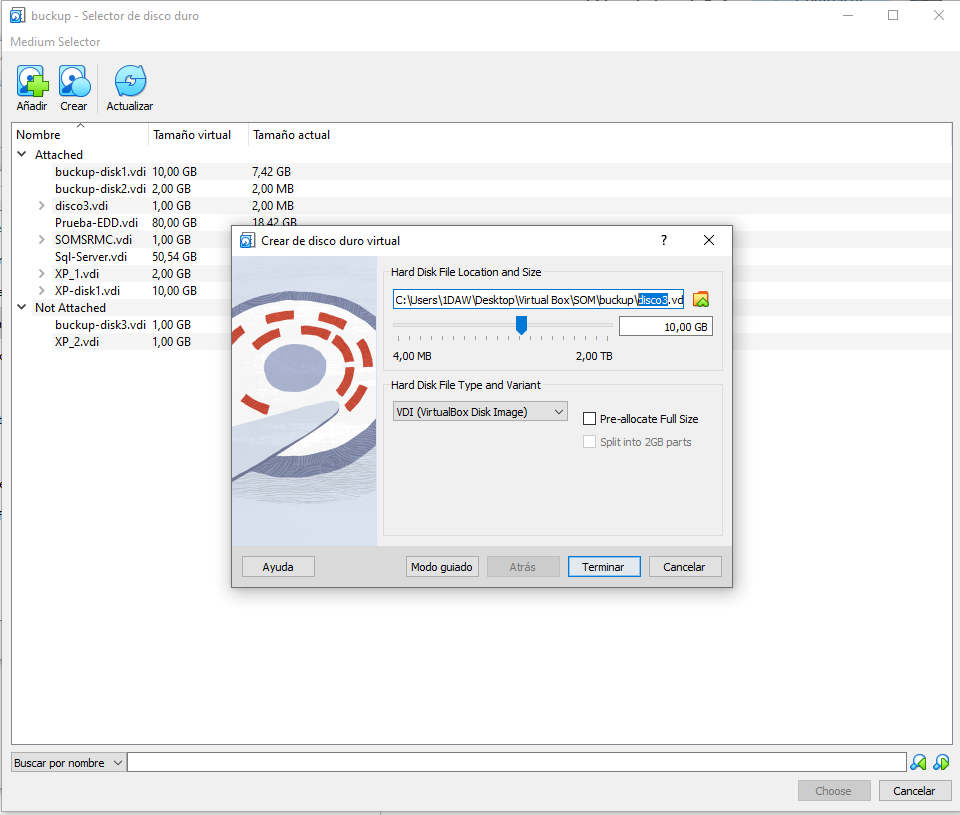 buckup - Selector de disco duro
Medium Selector
Añadir Crear Actualizar
Nombre Tamaño virtual Tamaño actual
Attached
buckup-disk1.vdi 10,00 GB 7,42 GB
buckup-disk2.vdi 2,00 GB 2,00 MB
disco3.vdi 1,00 GB 2,00 MB
Prueba-EDD.vdi 80,00 GB 18,42 GB
SOMSRMC.vdi 1,00 GB
Sql-Server.vdi 50,54 GB
XP_1.vdi 2,00 GB
XP-disk1.vdi 10,00 GB
Not Attached
buckup-disk3.vdi 1,00 GB
XP_2.vdi 1,00 GB
Crear de disco duro virtual ?
Hard Disk File Location and Size
C:\Users\1DAW\Desktop\Virtual Box\SOM\buckup\disco3.vd
10,00 GB
4,00 MB 2,00 TB
Hard Disk File Type and Variant
VDI (VirtualBox Disk Image) Pre-allocate Full Size
Split into 2GB parts
Ayuda Modo guiado Atrás Terminar Cancelar
Buscar por nombre
Choose Cancelar